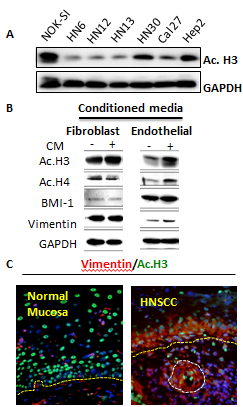 A
NOK-SI HN6 HN12 HN13 HN30 Cal27 Hep2
Ac. H3
GAPDH
B
Conditioned media
Fibroblast Endothelial
CM - + - +
Ac.H3
Ac.H4
BMI-1
Vimentin
GAPDH
C
Vimentin/Ac.H3
Normal HNSCC
Mucosa